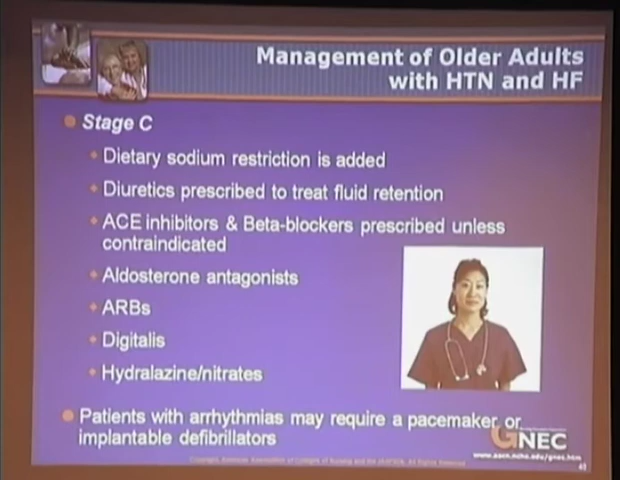 Management of Older Adults
with HTN and HF
Stage C
Dietary sodium restriction is added
Diuretics prescribed to treat fluid retention
ACE inhibitors & Beta-blockers prescribed unless
contraindicated
Aldosterone antagonists
ARBs
Digitalis
Hydralazine/nitrates
Patients with arrhythmias may require a pacemaker or
implantable defibrillators
GNEC